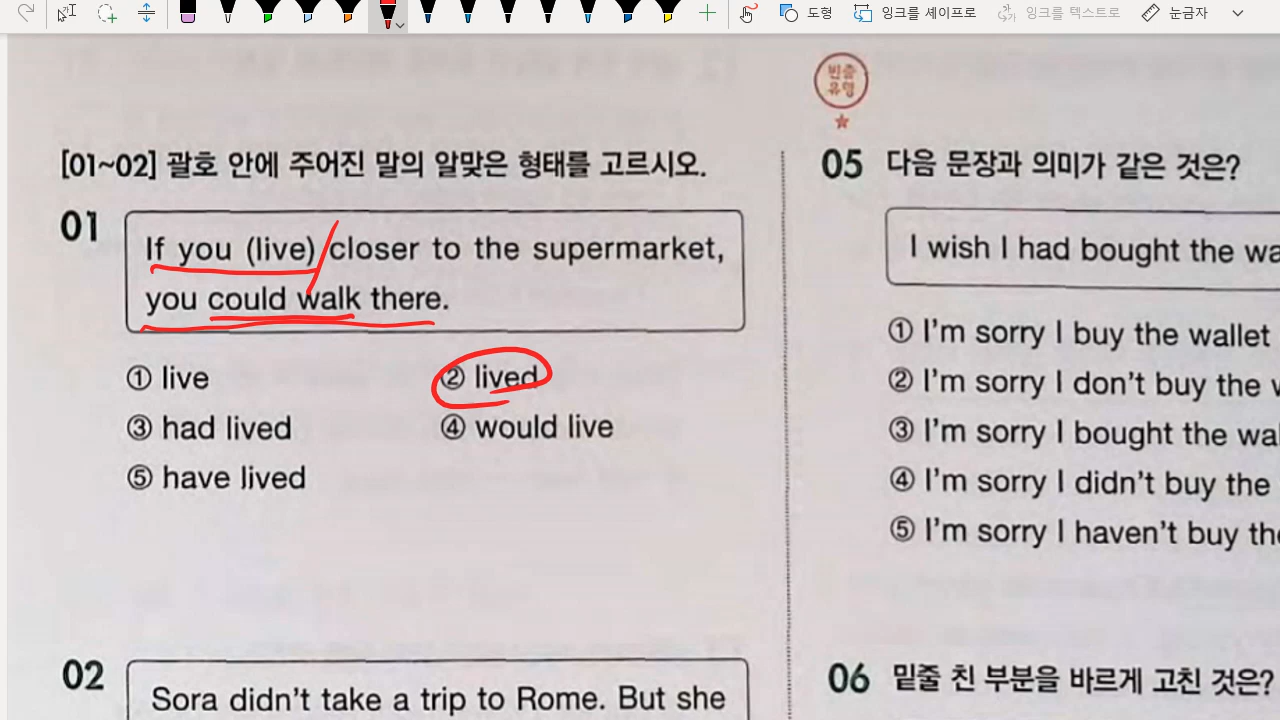 도형
잉크를 셰이프로
잉크를 텍스트로
눈금자
[01~02] 괄호 안에 주어진 말의 알맞은 형태를 고르시오.
01
If you (live) closer to the supermarket,
you could walk there.
① live
② lived
③ had lived
④ would live
⑤ have lived
02
Sora didn't take a trip to Rome. But she
빈출
유형
05 다음 문장과 의미가 같은 것은?
I wish I had bought the wa
① I'm sorry I buy the wallet
② I'm sorry I don't buy the
③ I'm sorry I bought the wal
④ I'm sorry I didn't buy the
⑤ I'm sorry I haven't buy the
06 밑줄 친 부분을 바르게 고친 것은?